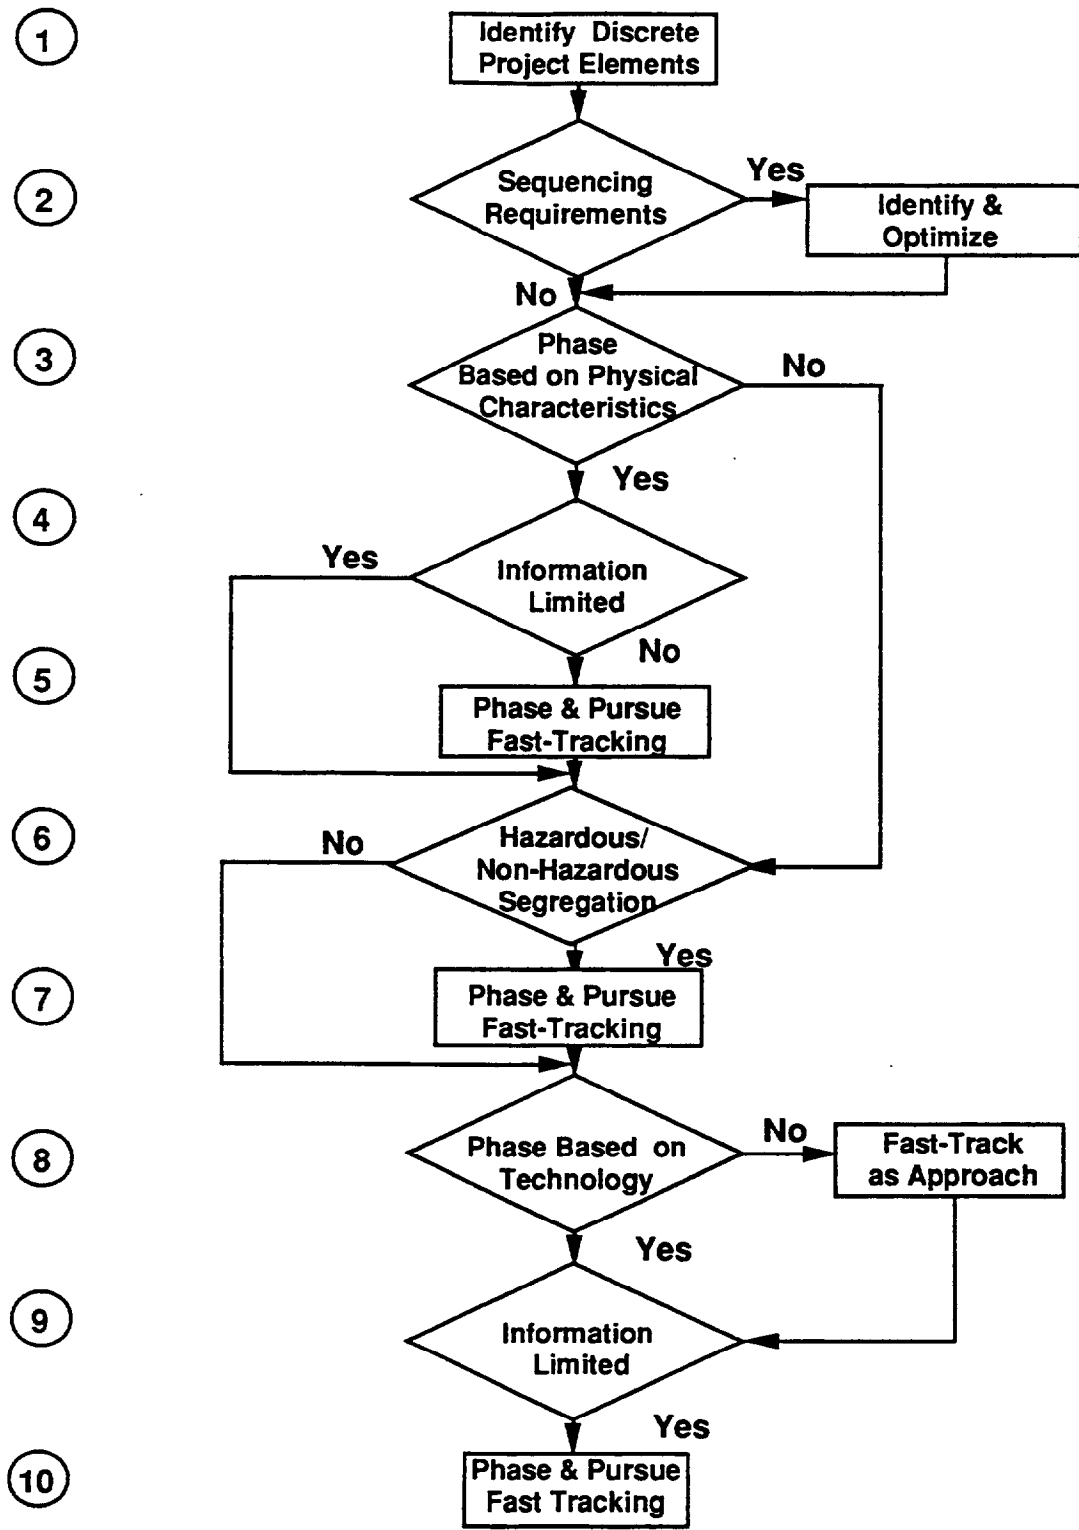 1
Identify Discrete
Project Elements
2
Sequencing
Requirements
Yes
Identify &
Optimize
No
3
Phase
Based on Physical
Characteristics
No
Yes
4
Yes
Information
Limited
No
5
Phase & Pursue
Fast-Tracking
6
No
Hazardous/
Non-Hazardous
Segregation
Yes
7
Phase & Pursue
Fast-Tracking
8
Phase Based on
Technology
No
Fast-Track
as Approach
Yes
9
Information
Limited
Yes
10
Phase & Pursue
Fast Tracking